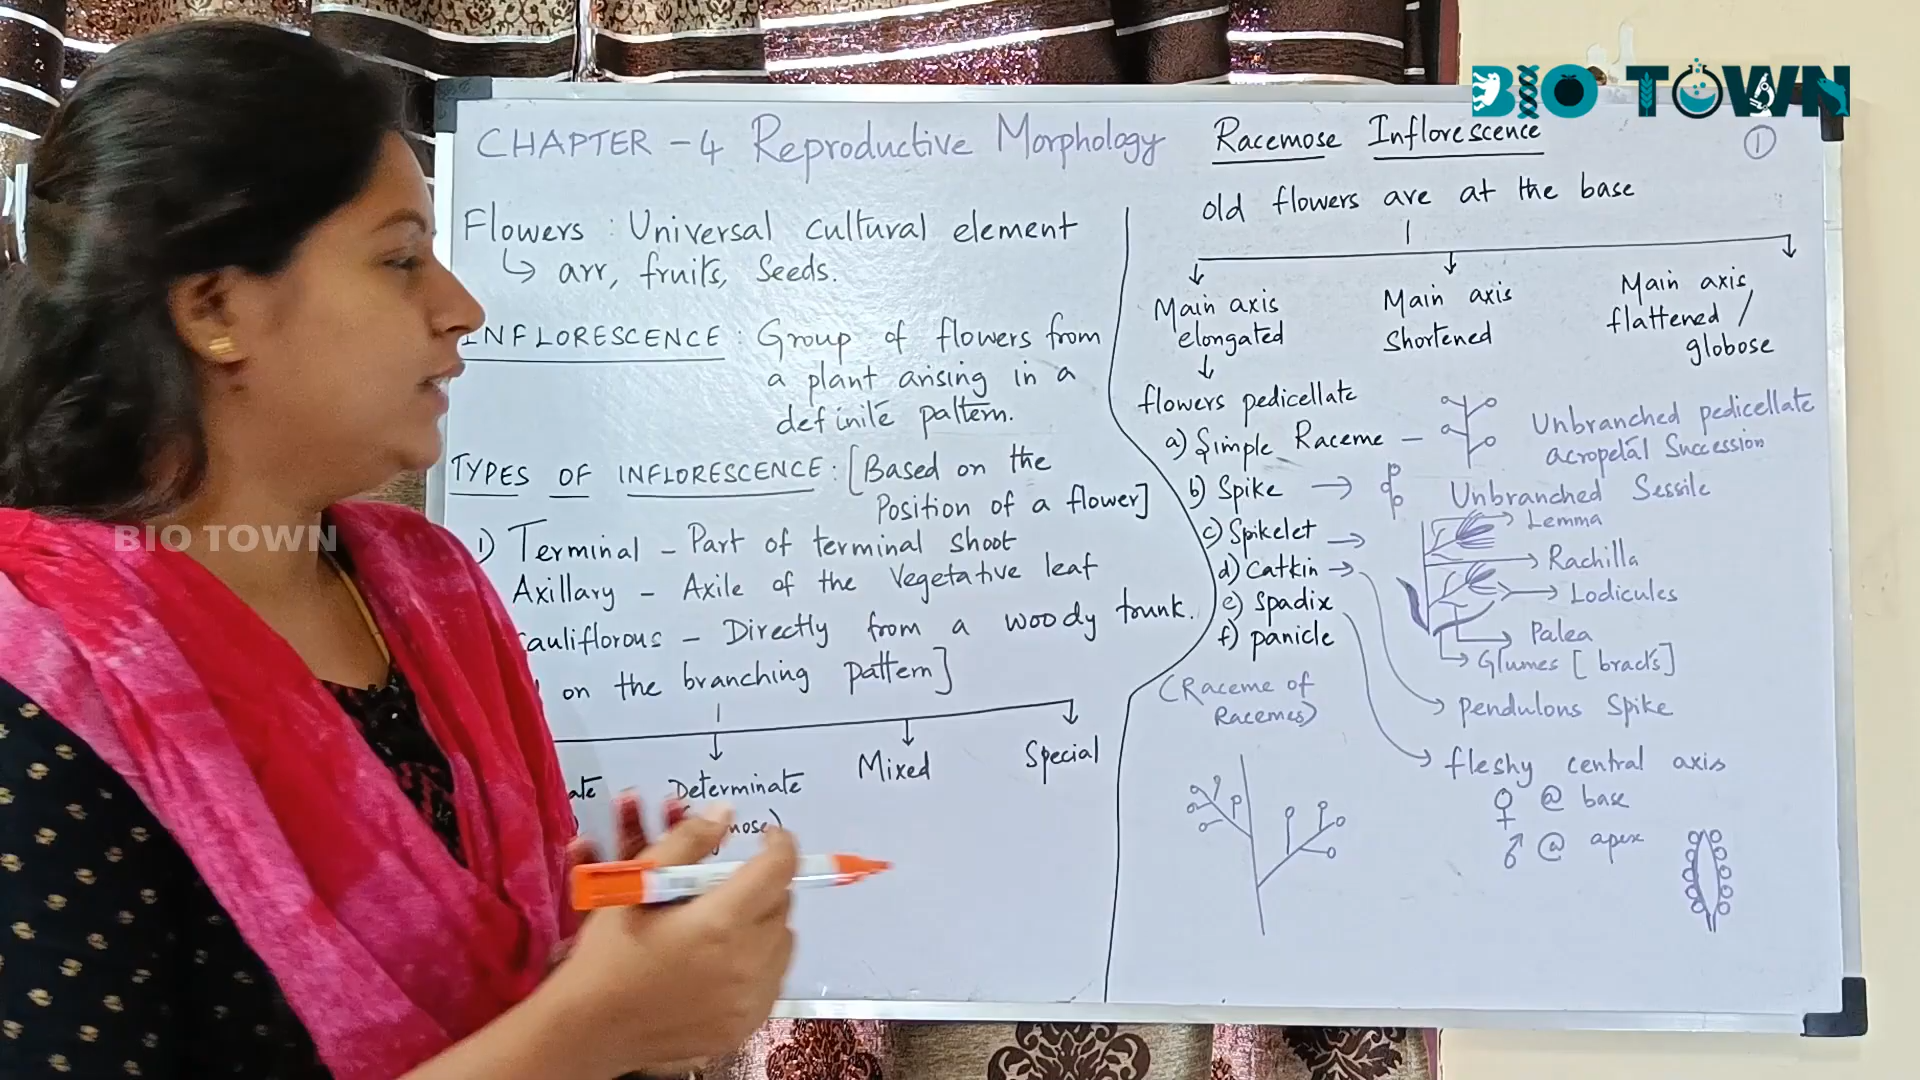 BIO TOWN
CHAPTER - 4 Reproductive Morphology
Flowers : Universal cultural element
↳ arr, fruits, Seeds.
INFLORESCENCE : Group of flowers from
a plant arising in a
definite pattern.
TYPES OF INFLORESCENCE : [Based on the
Position of a flower]
1) Terminal - Part of terminal shoot
Axillary - Axile of the Vegetative leaf
Cauliflorous - Directly from a woody trunk.
on the branching pattern]
Determinate
Mixed
Special
Racemose Inflorescence
1
old flowers are at the base
Main axis
elongated
Main axis
Shortened
Main axis
flattened /
globose
flowers pedicellate
a) Simple Raceme - Unbranched pedicellate
acropetal Succession
b) Spike → Unbranched Sessile
c) Spikelet →
d) Catkin →
e) Spadix
f) panicle
(Raceme of
Racemes)
Lemma
Rachilla
Lodicules
Palea
Glumes [bracts]
pendulons Spike
fleshy central axis
♀ @ base
♂ @ apex
BIO TOWN